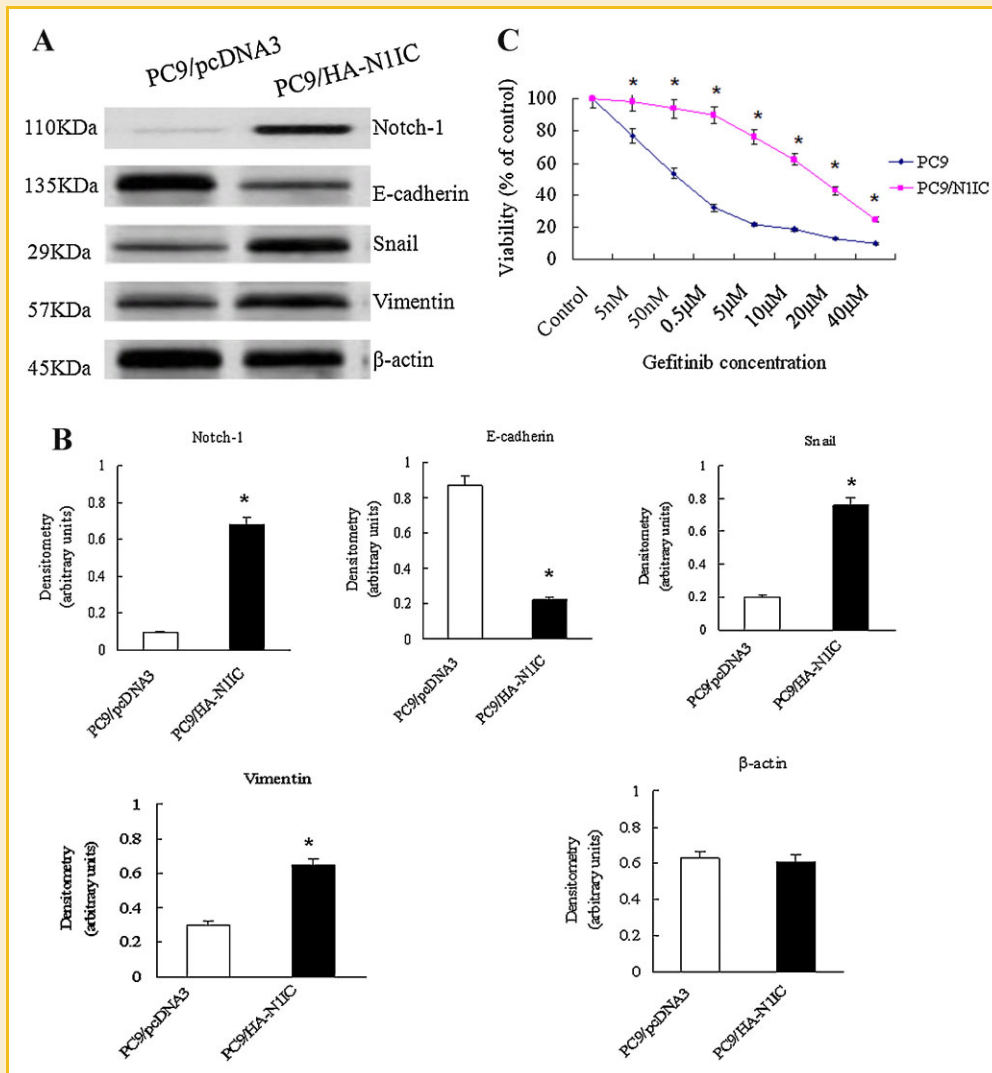 A
PC9/pcDNA3
PC9/HA-N1IC
110KDa
Notch-1
135KDa
E-cadherin
29KDa
Snail
57KDa
Vimentin
45KDa
β-actin
C
Viability (% of control)
100
80
60
40
20
0
Control
5nM
50nM
0.5μM
5μM
10μM
20μM
40μM
Gefitinib concentration
* * * * * * *
PC9
PC9/N1IC
B
Notch-1
Densitometry
(arbitrary units)
1
0.8
0.6
0.4
0.2
0
*
PC9/pcDNA3
PC9/HA-N1IC
E-cadherin
Densitometry
(arbitrary units)
1
0.8
0.6
0.4
0.2
0
*
PC9/pcDNA3
PC9/HA-N1IC
Snail
Densitometry
(arbitrary units)
1
0.8
0.6
0.4
0.2
0
*
PC9/pcDNA3
PC9/HA-N1IC
Vimentin
Densitometry
(arbitrary units)
1
0.8
0.6
0.4
0.2
0
*
PC9/pcDNA3
PC9/HA-N1IC
β-actin
Densitometry
(arbitrary units)
1
0.8
0.6
0.4
0.2
0
PC9/pcDNA3
PC9/HA-N1IC